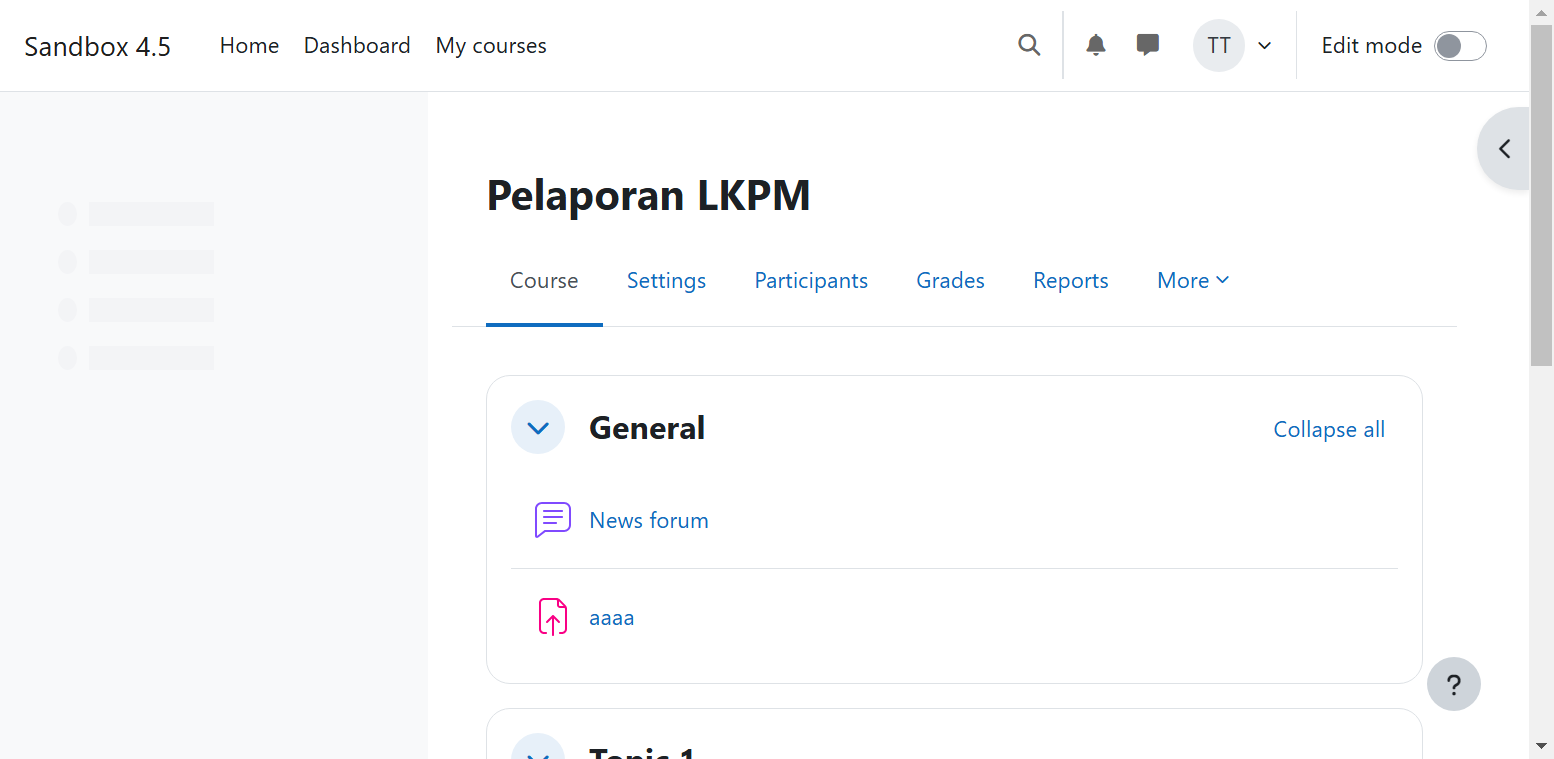 Sandbox 4.5 Home Dashboard My courses TT Edit mode
Pelaporan LKPM
Course Settings Participants Grades Reports More
General Collapse all
News forum
aaaa
?
Topic 1